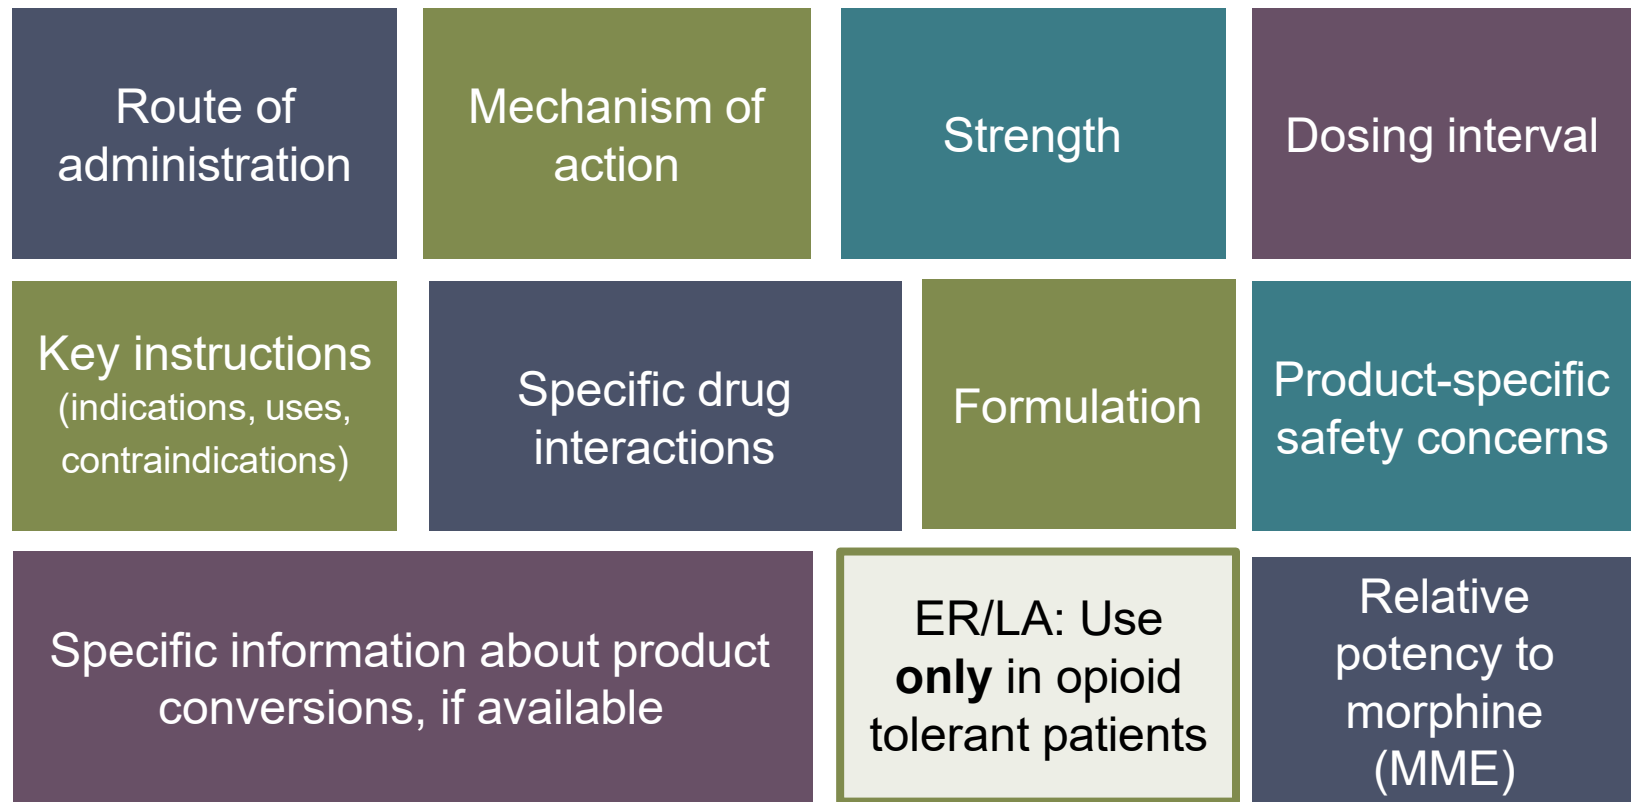 Route of
administration
Mechanism of
action
Strength
Dosing interval
Key instructions
(indications, uses,
contraindications)
Specific drug
interactions
Formulation
Product-specific
safety concerns
Specific information about product
conversions, if available
ER/LA: Use
only in opioid
tolerant patients
Relative
potency to
morphine
(MME)